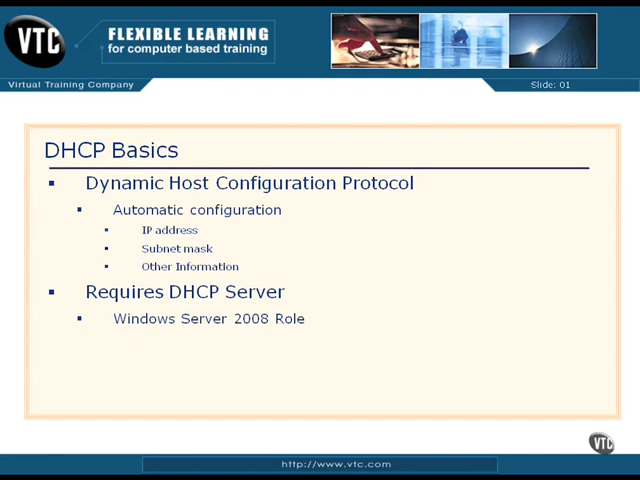 VTC
FLEXIBLE LEARNING
for computer based training
Virtual Training Company
Slide: 01
DHCP Basics
Dynamic Host Configuration Protocol
Automatic configuration
IP address
Subnet mask
Other Information
Requires DHCP Server
Windows Server 2008 Role
VTC
http://www.vtc.com